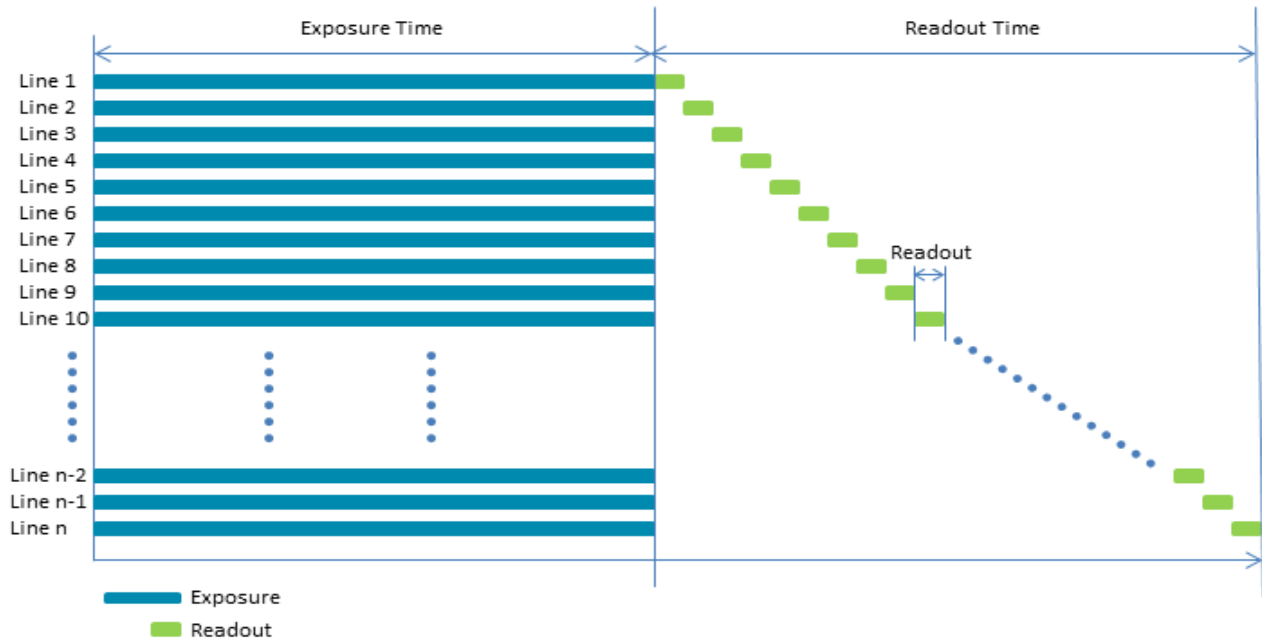 Exposure Time
Readout Time
Line 1
Line 2
Line 3
Line 4
Line 5
Line 6
Line 7
Line 8
Readout
Line 9
Line 10
Line n-2
Line n-1
Line n
Exposure
Readout